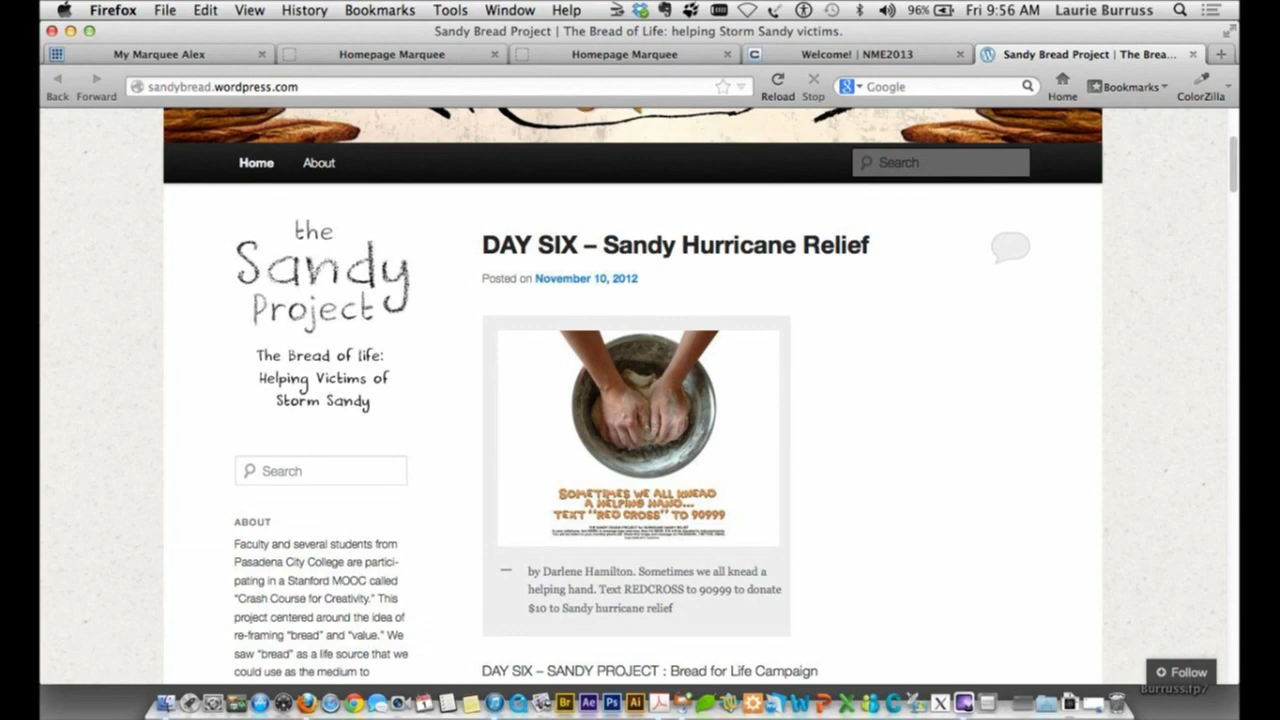 Firefox File Edit View History Bookmarks Tools Window Help 96% Fri 9:56 AM Laurie Burruss
Sandy Bread Project | The Bread of Life: helping Storm Sandy victims.
My Marquee Alex Homepage Marquee Homepage Marquee Welcome! | NME2013 Sandy Bread Project | The Brea...
Back Forward sandybread.wordpress.com Reload Stop Google Home Bookmarks ColorZilla
Home About Search
the
Sandy
Project
The Bread of life:
Helping Victims of
Storm Sandy
Search
ABOUT
Faculty and several students from
Pasadena City College are partici-
pating in a Stanford MOOC called
"Crash Course for Creativity." This
project centered around the idea of
re-framing "bread" and "value." We
saw "bread" as a life source that we
could use as the medium to
DAY SIX – Sandy Hurricane Relief
Posted on November 10, 2012
SOMETIMES WE ALL KNEAD
A HELPING HAND...
TEXT "RED CROSS" TO 90999
— by Darlene Hamilton. Sometimes we all knead a
helping hand. Text REDCROSS to 90999 to donate
$10 to Sandy hurricane relief
DAY SIX – SANDY PROJECT : Bread for Life Campaign
Follow
Burruss.tp7
Br Ae Ps Ai